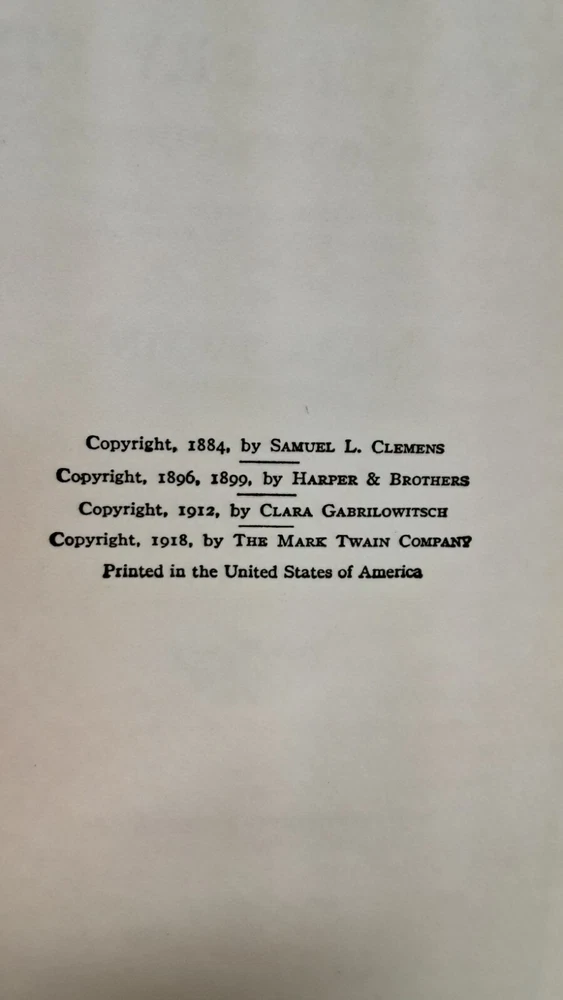 Copyright, 1884, by SAMUEL L. CLEMENS
Copyright, 1896, 1899, by HARPER & BROTHERS
Copyright, 1912, by CLARA GABRILOWITSCH
Copyright, 1918, by THE MARK TWAIN COMPANY
Printed in the United States of America